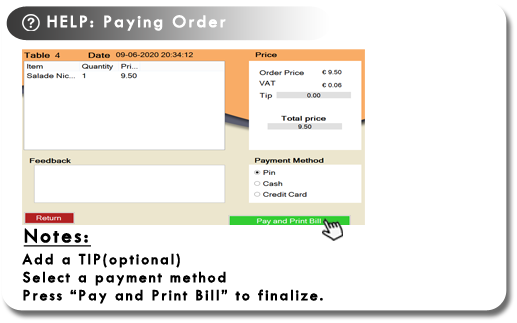 ? HELP: Paying Order
Table 4 Date 09-06-2020 20:34:12
Item Quantity Pri...
Salade Nic... 1 9.50
Price
Order Price € 9.50
VAT € 0.06
Tip 0.00
Total price
9.50
Feedback
Payment Method
Pin
Cash
Credit Card
Return
Pay and Print Bill
Notes:
Add a TIP(optional)
Select a payment method
Press “Pay and Print Bill” to finalize.